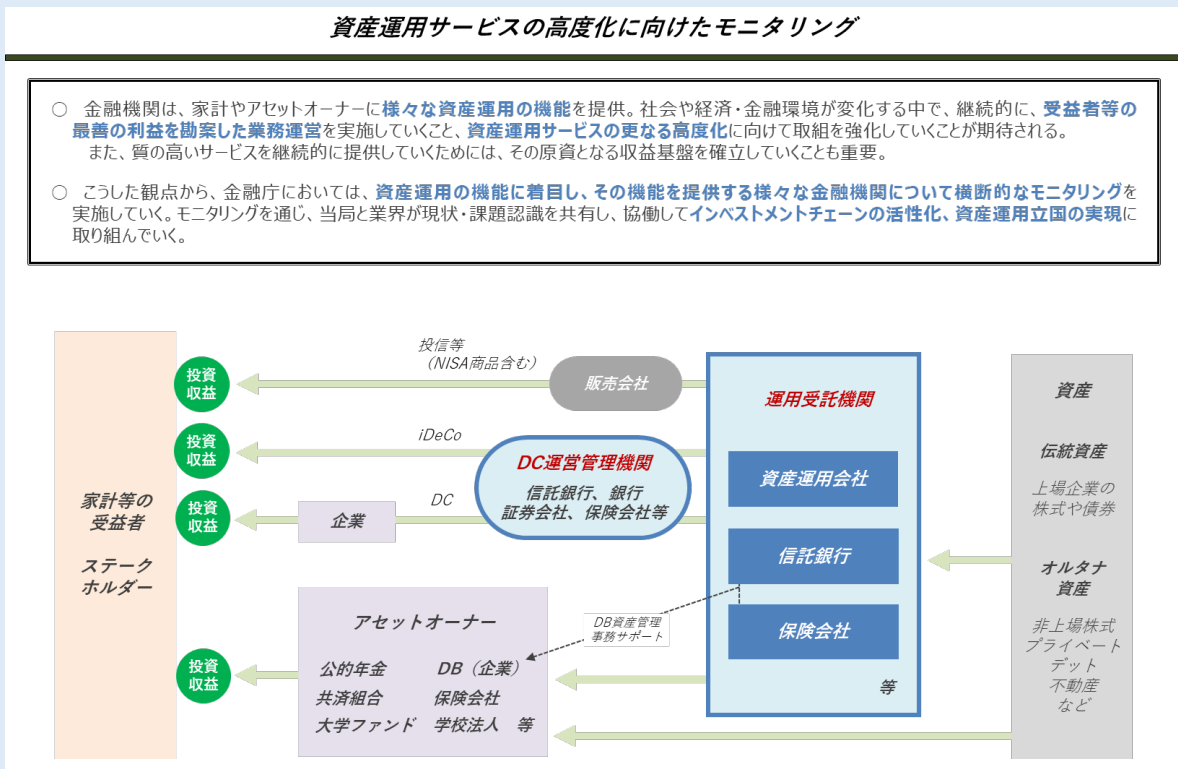 資産運用サービスの高度化に向けたモニタリング
○ 金融機関は、家計やアセットオーナーに様々な資産運用の機能を提供。社会や経済・金融環境が変化する中で、継続的に、受益者等の
最善の利益を勘案した業務運営を実施していくこと、資産運用サービスの更なる高度化に向けて取組を強化していくことが期待される。
また、質の高いサービスを継続的に提供していくためには、その原資となる収益基盤を確立していくことも重要。
○ こうした観点から、金融庁においては、資産運用の機能に着目し、その機能を提供する様々な金融機関について横断的なモニタリングを
実施していく。モニタリングを通じ、当局と業界が現状・課題認識を共有し、協働してインベストメントチェーンの活性化、資産運用立国の実現に
取り組んでいく。
家計等の
受益者
ステーク
ホルダー
投資
収益
投資
収益
投資
収益
投資
収益
投信等
（NISA商品含む）
販売会社
iDeCo
DC
企業
DC運営管理機関
信託銀行、銀行
証券会社、保険会社等
アセットオーナー
公的年金 DB（企業）
共済組合 保険会社
大学ファンド 学校法人 等
DB資産管理
事務サポート
運用受託機関
資産運用会社
信託銀行
保険会社
等
資産
伝統資産
上場企業の
株式や債券
オルタナ
資産
非上場株式
プライベート
デット
不動産
など